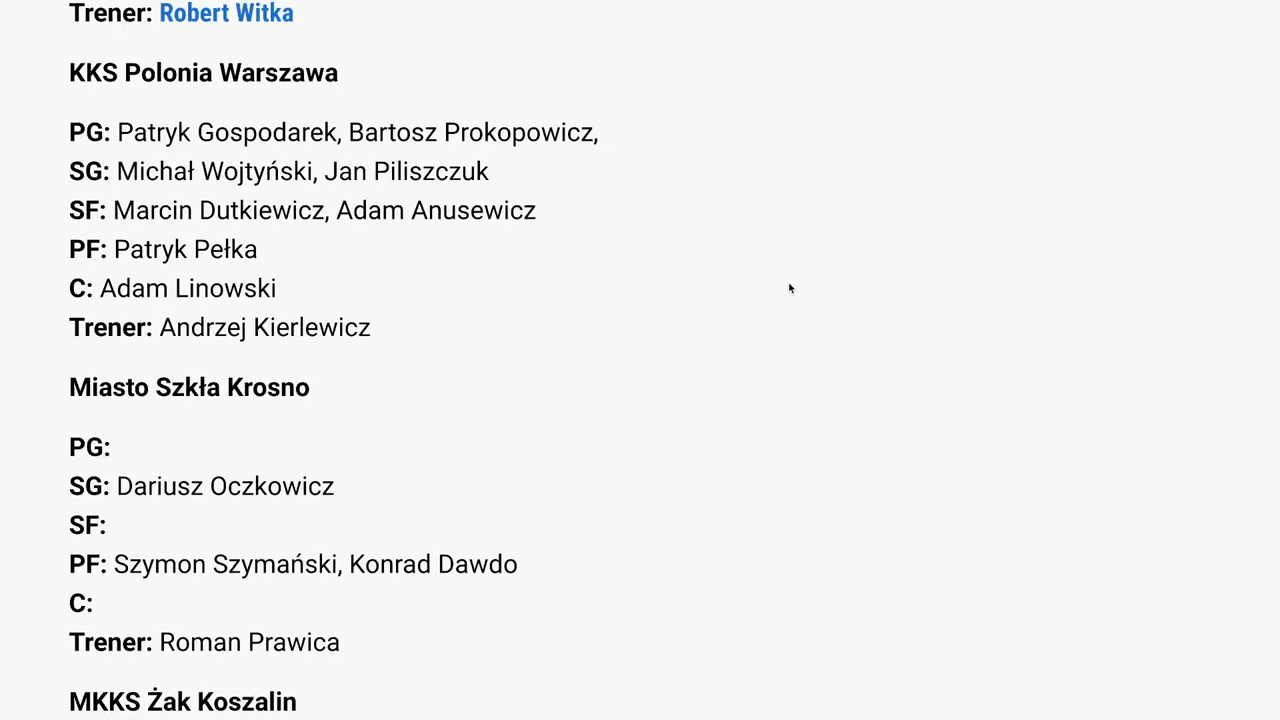 Trener: Robert Witka
KKS Polonia Warszawa
PG: Patryk Gospodarek, Bartosz Prokopowicz,
SG: Michał Wojtyński, Jan Piliszczuk
SF: Marcin Dutkiewicz, Adam Anusewicz
PF: Patryk Pełka
C: Adam Linowski
Trener: Andrzej Kierlewicz
Miasto Szkła Krosno
PG:
SG: Dariusz Oczkowicz
SF:
PF: Szymon Szymański, Konrad Dawdo
C:
Trener: Roman Prawica
MKKS Żak Koszalin